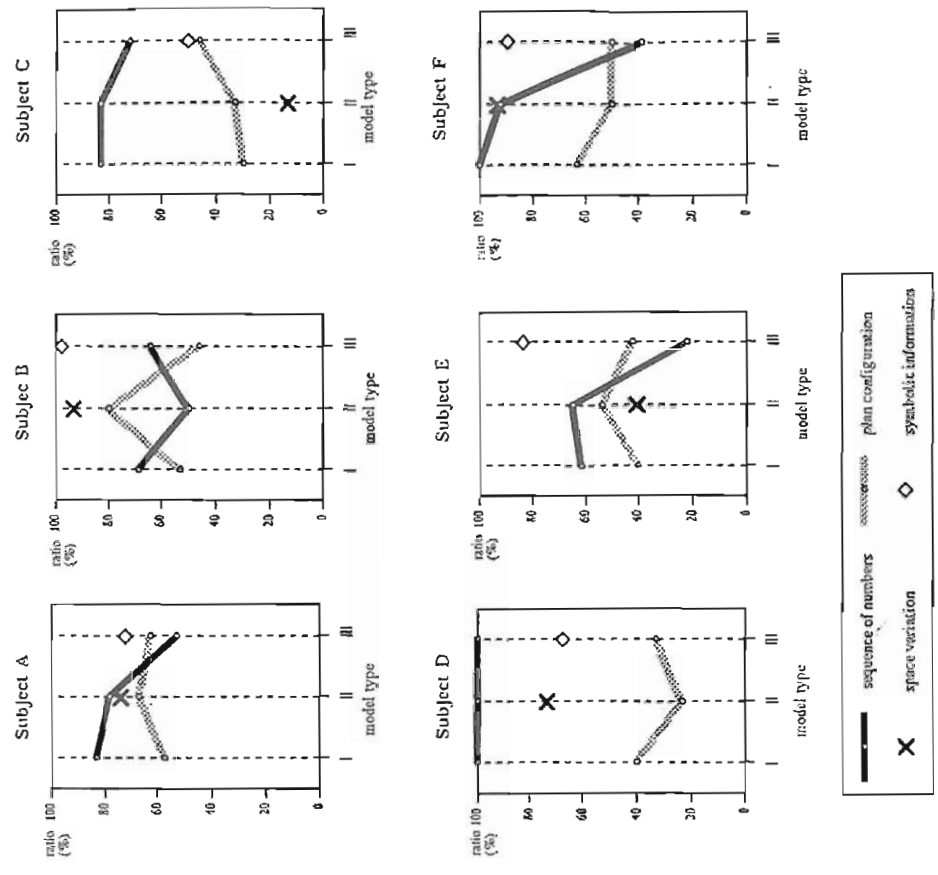 Subject A
ratio
(%)
100
80
60
40
20
0
I
II
III
model type
Subjec B
ratio
(%)
100
80
60
40
20
0
I
II
III
model type
Subject C
ratio
(%)
100
80
60
40
20
0
I
II
III
model type
Subject D
ratio 100
(%)
80
60
40
20
0
I
II
III
model type
Subject E
ratio 100
(%)
80
60
40
20
0
I
II
III
model type
Subject F
ratio
(%)
100
80
60
40
20
0
I
II
III
model type
sequence of numbers
plan configuration
space variation
symbolic information